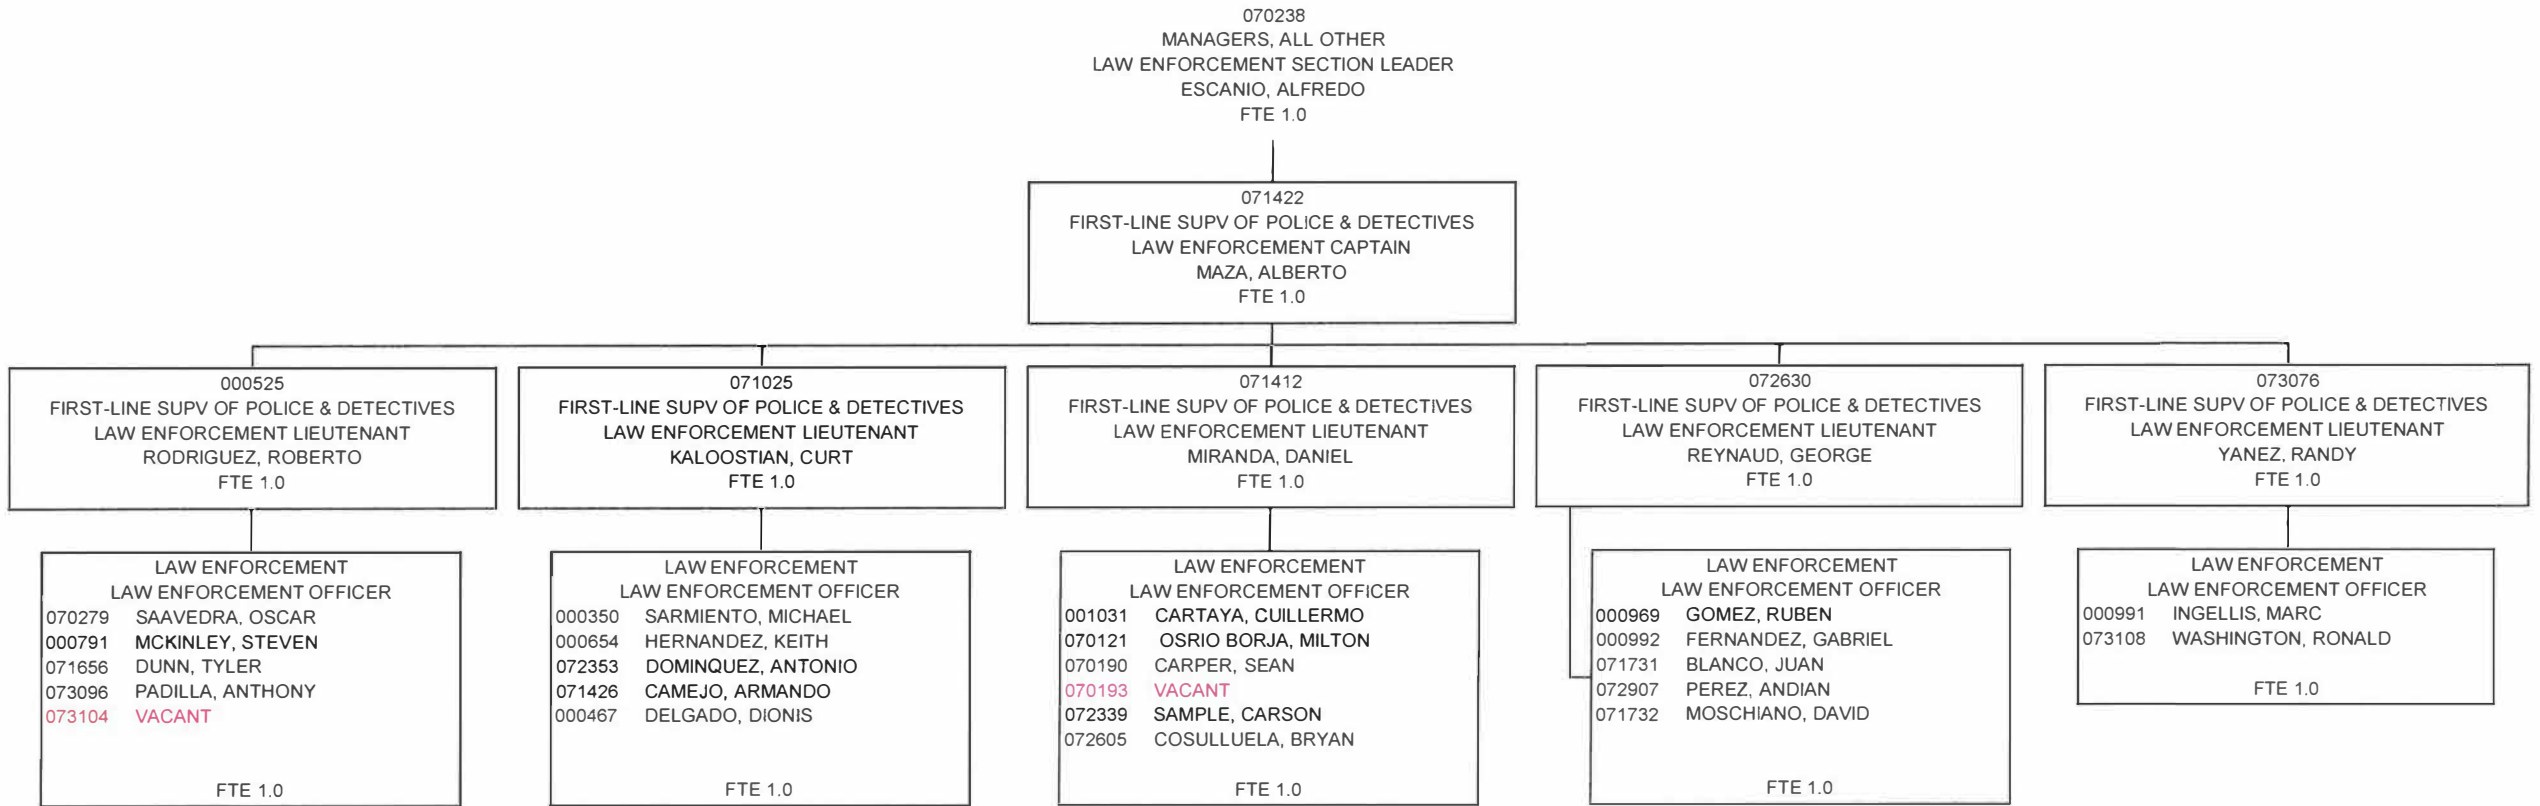 070238
MANAGERS, ALL OTHER
LAW ENFORCEMENT SECTION LEADER
ESCANIO, ALFREDO
FTE 1.0
071422
FIRST-LINE SUPV OF POLICE & DETECTIVES
LAW ENFORCEMENT CAPTAIN
MAZA, ALBERTO
FTE 1.0
000525
FIRST-LINE SUPV OF POLICE & DETECTIVES
LAW ENFORCEMENT LIEUTENANT
RODRIGUEZ, ROBERTO
FTE 1.0
071025
FIRST-LINE SUPV OF POLICE & DETECTIVES
LAW ENFORCEMENT LIEUTENANT
KALOOSTIAN, CURT
FTE 1.0
071412
FIRST-LINE SUPV OF POLICE & DETECTIVES
LAW ENFORCEMENT LIEUTENANT
MIRANDA, DANIEL
FTE 1.0
072630
FIRST-LINE SUPV OF POLICE & DETECTIVES
LAW ENFORCEMENT LIEUTENANT
REYNAUD, GEORGE
FTE 1.0
073076
FIRST-LINE SUPV OF POLICE & DETECTIVES
LAW ENFORCEMENT LIEUTENANT
YANEZ, RANDY
FTE 1.0
LAW ENFORCEMENT
LAW ENFORCEMENT OFFICER
070279 SAAVEDRA, OSCAR
000791 MCKINLEY, STEVEN
071656 DUNN, TYLER
073096 PADILLA, ANTHONY
073104 VACANT
FTE 1.0
LAW ENFORCEMENT
LAW ENFORCEMENT OFFICER
000350 SARMIENTO, MICHAEL
000654 HERNANDEZ, KEITH
072353 DOMINQUEZ, ANTONIO
071426 CAMEJO, ARMANDO
000467 DELGADO, DIONIS
FTE 1.0
LAW ENFORCEMENT
LAW ENFORCEMENT OFFICER
001031 CARTAYA, CUILLERMO
070121 OSRIO BORJA, MILTON
070190 CARPER, SEAN
070193 VACANT
072339 SAMPLE, CARSON
072605 COSULLUELA, BRYAN
FTE 1.0
LAW ENFORCEMENT
LAW ENFORCEMENT OFFICER
000969 GOMEZ, RUBEN
000992 FERNANDEZ, GABRIEL
071731 BLANCO, JUAN
072907 PEREZ, ANDIAN
071732 MOSCHIANO, DAVID
FTE 1.0
LAW ENFORCEMENT
LAW ENFORCEMENT OFFICER
000991 INGELLIS, MARC
073108 WASHINGTON, RONALD
FTE 1.0